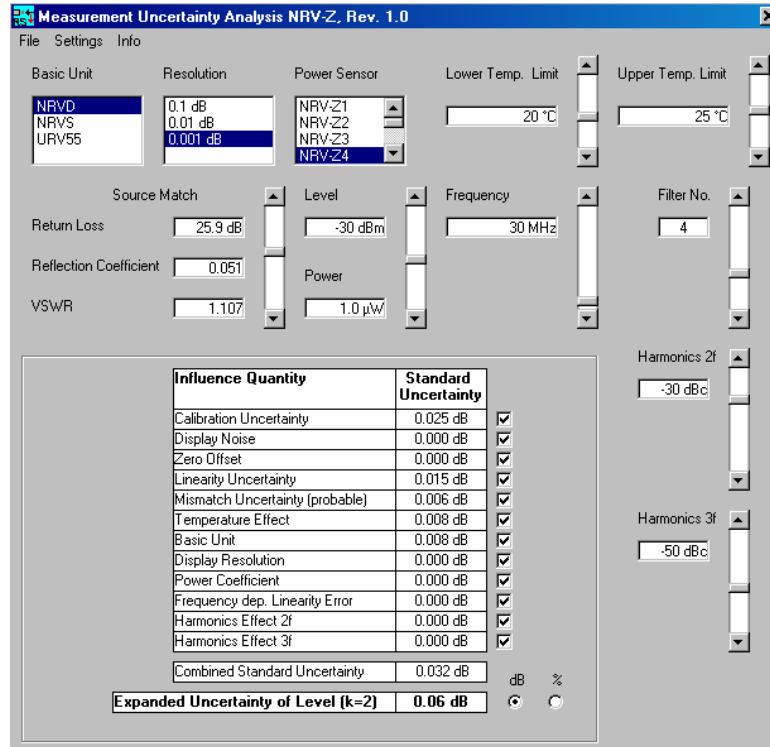 Measurement Uncertainty Analysis NRV-Z, Rev. 1.0
File Settings Info
Basic Unit Resolution Power Sensor Lower Temp. Limit Upper Temp. Limit
NRVD 0.1 dB NRV-Z1
NRVS 0.01 dB NRV-Z2 20 °C 25 °C
URV55 0.001 dB NRV-Z3
NRV-Z4
Source Match Level Frequency Filter No.
Return Loss 25.9 dB -30 dBm 30 MHz 4
Reflection Coefficient 0.051
Power
VSWR 1.107 1.0 µW
Harmonics 2f
-30 dBc
Influence Quantity Standard Uncertainty
Calibration Uncertainty 0.025 dB
Display Noise 0.000 dB
Zero Offset 0.000 dB
Linearity Uncertainty 0.015 dB
Mismatch Uncertainty (probable) 0.006 dB
Temperature Effect 0.008 dB
Basic Unit 0.008 dB
Display Resolution 0.000 dB
Power Coefficient 0.000 dB
Frequency dep. Linearity Error 0.000 dB
Harmonics Effect 2f 0.000 dB
Harmonics Effect 3f 0.000 dB
Harmonics 3f
-50 dBc
Combined Standard Uncertainty 0.032 dB
dB %
Expanded Uncertainty of Level (k=2) 0.06 dB